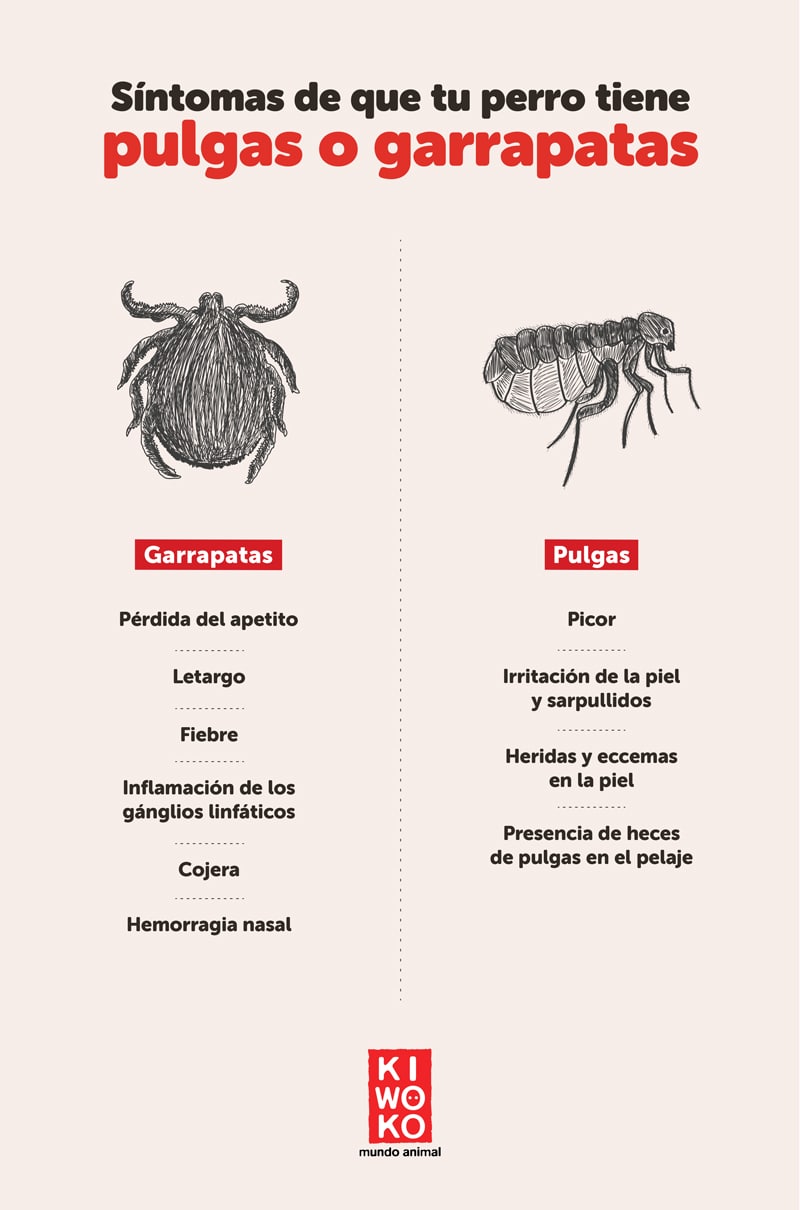 Síntomas de que tu perro tiene
pulgas o garrapatas
Garrapatas
Pérdida del apetito
Letargo
Fiebre
Inflamación de los
gánglios linfáticos
Cojera
Hemorragia nasal
Pulgas
Picor
Irritación de la piel
y sarpullidos
Heridas y eccemas
en la piel
Presencia de heces
de pulgas en el pelaje
KI
WO
KO
mundo animal